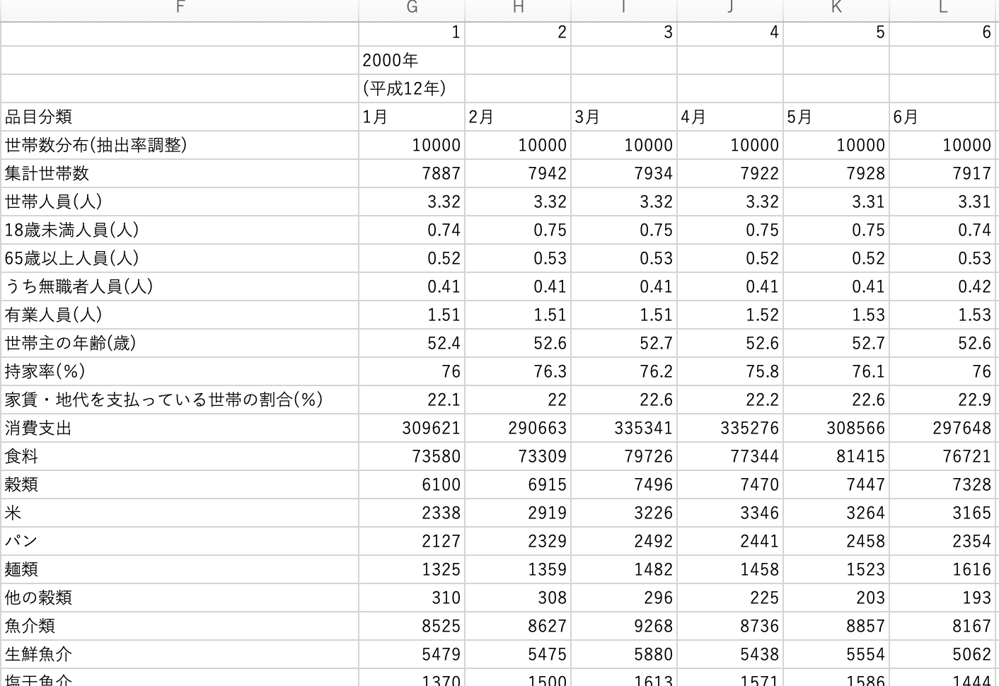 F G H I J K L
1 2 3 4 5 6
2000年
(平成12年)
品目分類 1月 2月 3月 4月 5月 6月
世帯数分布(抽出率調整) 10000 10000 10000 10000 10000 10000
集計世帯数 7887 7942 7934 7922 7928 7917
世帯人員(人) 3.32 3.32 3.32 3.32 3.31 3.31
18歳未満人員(人) 0.74 0.75 0.75 0.75 0.75 0.74
65歳以上人員(人) 0.52 0.53 0.53 0.52 0.52 0.53
うち無職者人員(人) 0.41 0.41 0.41 0.41 0.41 0.42
有業人員(人) 1.51 1.51 1.51 1.52 1.53 1.53
世帯主の年齢(歳) 52.4 52.6 52.7 52.6 52.7 52.6
持家率(%) 76 76.3 76.2 75.8 76.1 76
家賃・地代を支払っている世帯の割合(%) 22.1 22 22.6 22.2 22.6 22.9
消費支出 309621 290663 335341 335276 308566 297648
食料 73580 73309 79726 77344 81415 76721
穀類 6100 6915 7496 7470 7447 7328
米 2338 2919 3226 3346 3264 3165
パン 2127 2329 2492 2441 2458 2354
麺類 1325 1359 1482 1458 1523 1616
他の穀類 310 308 296 225 203 193
魚介類 8525 8627 9268 8736 8857 8167
生鮮魚介 5479 5475 5880 5438 5554 5062
塩干魚介 1370 1500 1613 1571 1586 1444